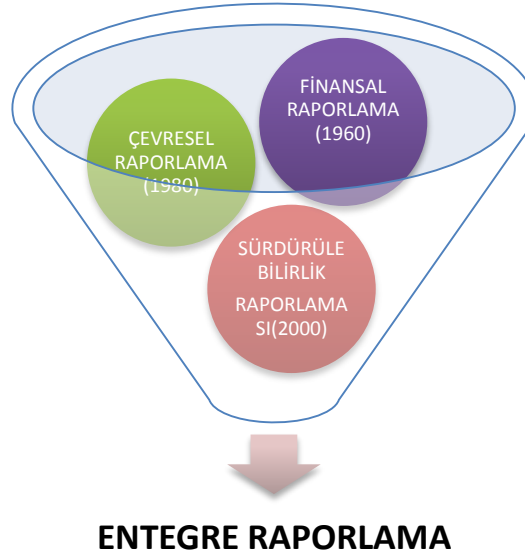 FİNANSAL
RAPORLAMA
(1960)
ÇEVRESEL
RAPORLAMA
(1980)
SÜRDÜRÜLE
BİLİRLİK
RAPORLAMA
SI(2000)
ENTEGRE RAPORLAMA